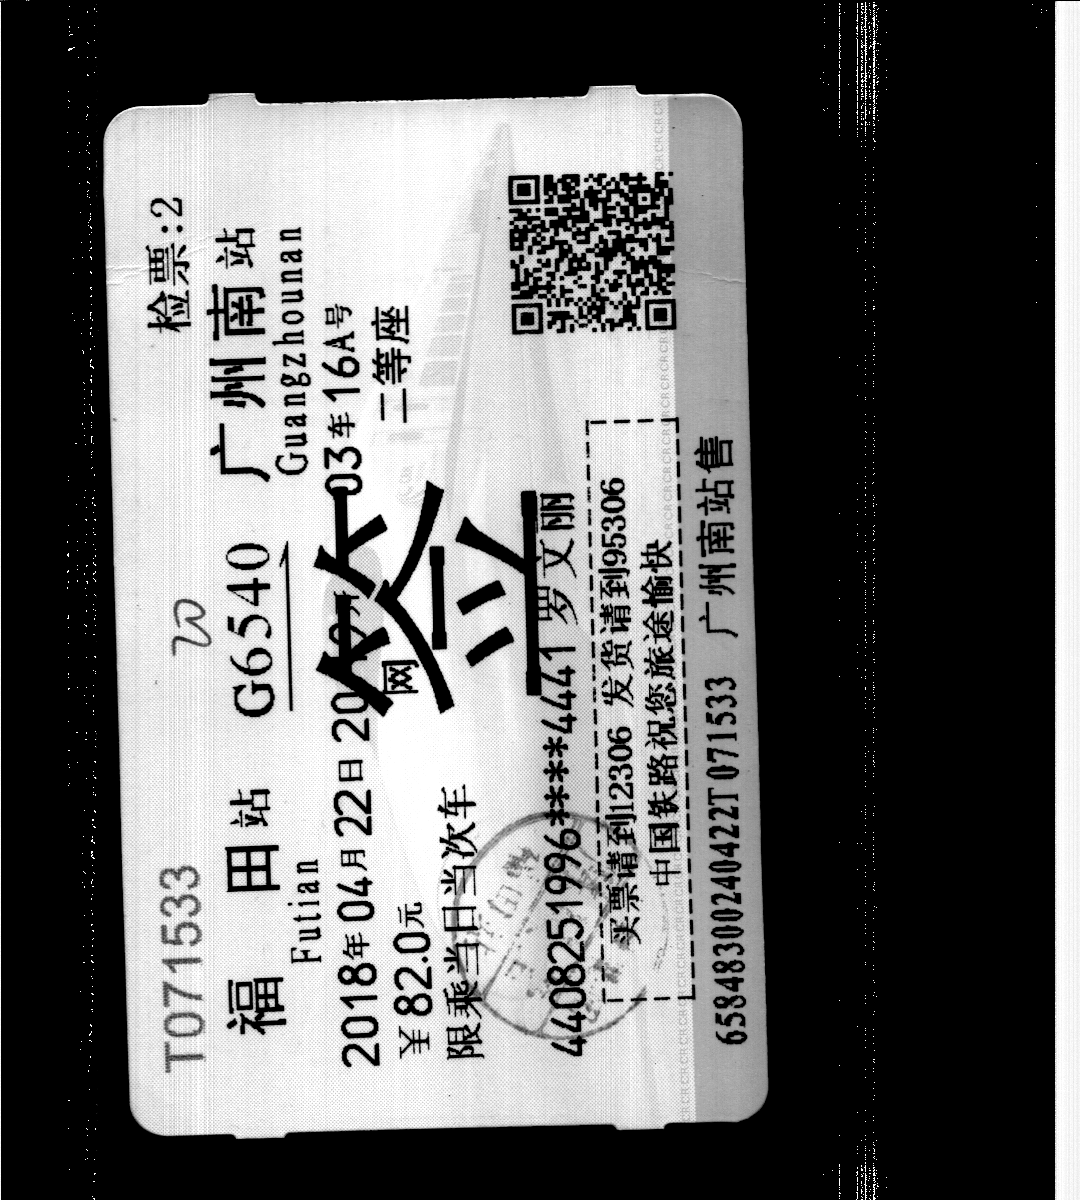 T071533
检票:2
20
福田站 G6540 广州南站
Futian Guangzhounan
2018年04月22日 20 03车16A号
¥82.0元 网 二等座
限乘当日当次车
签
4408251996****4441 罗文丽
买票请到12306 发货请到95306
中国铁路祝您旅途愉快
65848300240422T071533 广州南站售